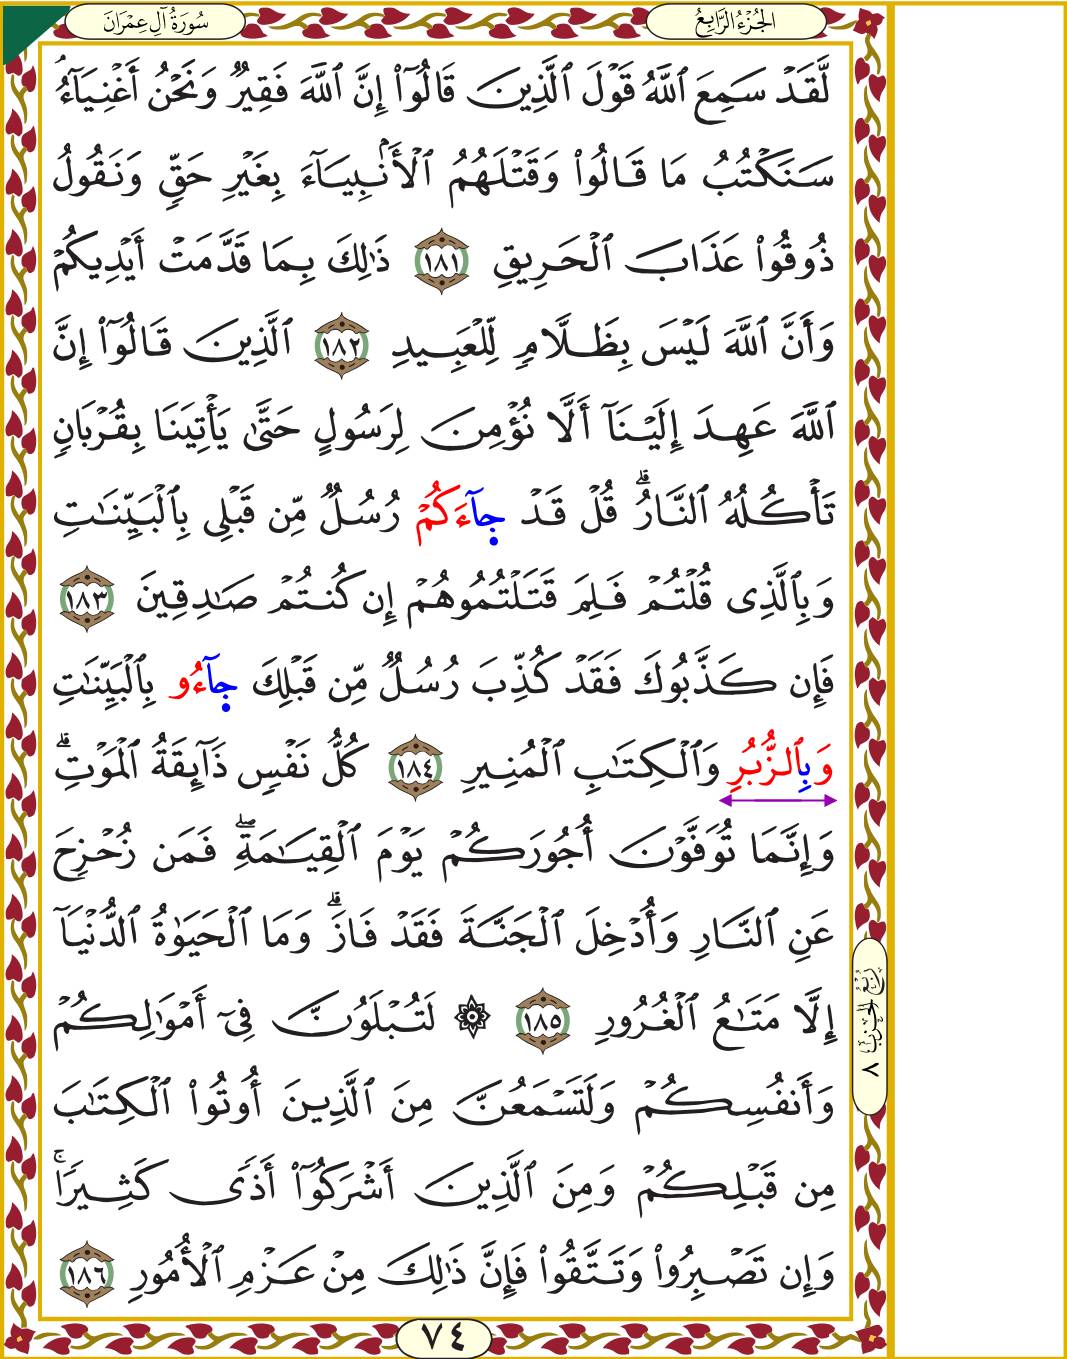 الجُزْءُ الرَّابِعُ
سُورَةُ آلِ عِمْرَانَ
لَّقَدْ سَمِعَ ٱللَّهُ قَوْلَ ٱلَّذِينَ قَالُوٓا۟ إِنَّ ٱللَّهَ فَقِيرٌ وَنَحْنُ أَغْنِيَآءُۘ
سَنَكْتُبُ مَا قَالُوا۟ وَقَتْلَهُمُ ٱلْأَنۢبِيَآءَ بِغَيْرِ حَقٍّ وَنَقُولُ
ذُوقُوا۟ عَذَابَ ٱلْحَرِيقِ ١٨١ ذَٰلِكَ بِمَا قَدَّمَتْ أَيْدِيكُمْ
وَأَنَّ ٱللَّهَ لَيْسَ بِظَلَّامٍ لِّلْعَبِيدِ ١٨٢ ٱلَّذِينَ قَالُوٓا۟ إِنَّ
ٱللَّهَ عَهِدَ إِلَيْنَآ أَلَّا نُؤْمِنَ لِرَسُولٍ حَتَّىٰ يَأْتِيَنَا بِقُرْبَانٍ
تَأْكُلُهُ ٱلنَّارُۗ قُلْ قَدْ جَآءَكُمْ رُسُلٌ مِّن قَبْلِى بِٱلْبَيِّنَـٰتِ
وَبِٱلَّذِى قُلْتُمْ فَلِمَ قَتَلْتُمُوهُمْ إِن كُنتُمْ صَـٰدِقِينَ ١٨٣
فَإِن كَذَّبُوكَ فَقَدْ كُذِّبَ رُسُلٌ مِّن قَبْلِكَ جَآءُو بِٱلْبَيِّنَـٰتِ
وَبِٱلزُّبُرِ وَٱلْكِتَـٰبِ ٱلْمُنِيرِ ١٨٤ كُلُّ نَفْسٍ ذَآئِقَةُ ٱلْمَوْتِۗ
وَإِنَّمَا تُوَفَّوْنَ أُجُورَكُمْ يَوْمَ ٱلْقِيَـٰمَةِۖ فَمَن زُحْزِحَ
عَنِ ٱلنَّارِ وَأُدْخِلَ ٱلْجَنَّةَ فَقَدْ فَازَۗ وَمَا ٱلْحَيَوٰةُ ٱلدُّنْيَآ
إِلَّا مَتَـٰعُ ٱلْغُرُورِ ١٨٥ ۞ لَتُبْلَوُنَّ فِىٓ أَمْوَٰلِكُمْ
وَأَنفُسِكُمْ وَلَتَسْمَعُنَّ مِنَ ٱلَّذِينَ أُوتُوا۟ ٱلْكِتَـٰبَ
مِن قَبْلِكُمْ وَمِنَ ٱلَّذِينَ أَشْرَكُوٓا۟ أَذًى كَثِيرًاۚ
وَإِن تَصْبِرُوا۟ وَتَتَّقُوا۟ فَإِنَّ ذَٰلِكَ مِنْ عَزْمِ ٱلْأُمُورِ ١٨٦
رُبْعُ الحِزْبِ ٨
٧٤